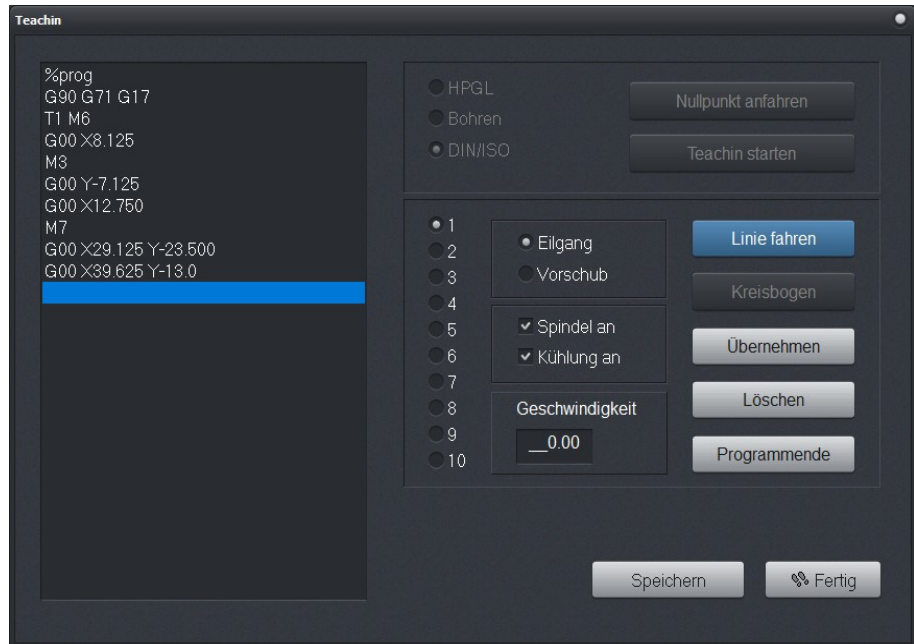 Teachin
%prog
G90 G71 G17
T1 M6
G00 X8.125
M3
G00 Y-7.125
G00 X12.750
M7
G00 X29.125 Y-23.500
G00 X39.625 Y-13.0
HPGL
Bohren
DIN/ISO
Nullpunkt anfahren
Teachin starten
1
2
3
4
5
6
7
8
9
10
Eilgang
Vorschub
Spindel an
Kühlung an
Geschwindigkeit
__0.00
Linie fahren
Kreisbogen
Übernehmen
Löschen
Programmende
Speichern
Fertig